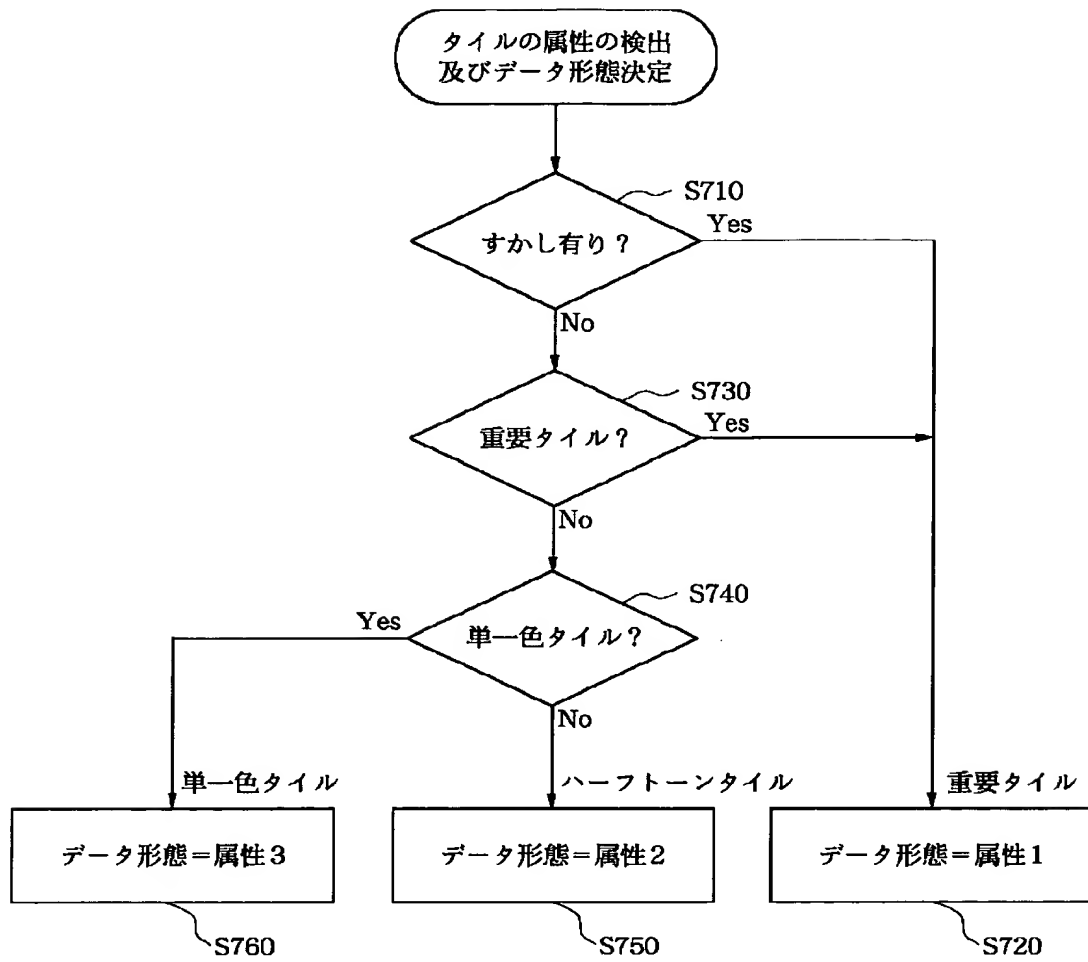 タイルの属性の検出
及びデータ形態決定
S710
すかし有り?
Yes
No
S730
重要タイル?
Yes
No
S740
Yes
単一色タイル?
No
単一色タイル
ハーフトーンタイル
重要タイル
データ形態=属性3
データ形態=属性2
データ形態=属性1
S760
S750
S720